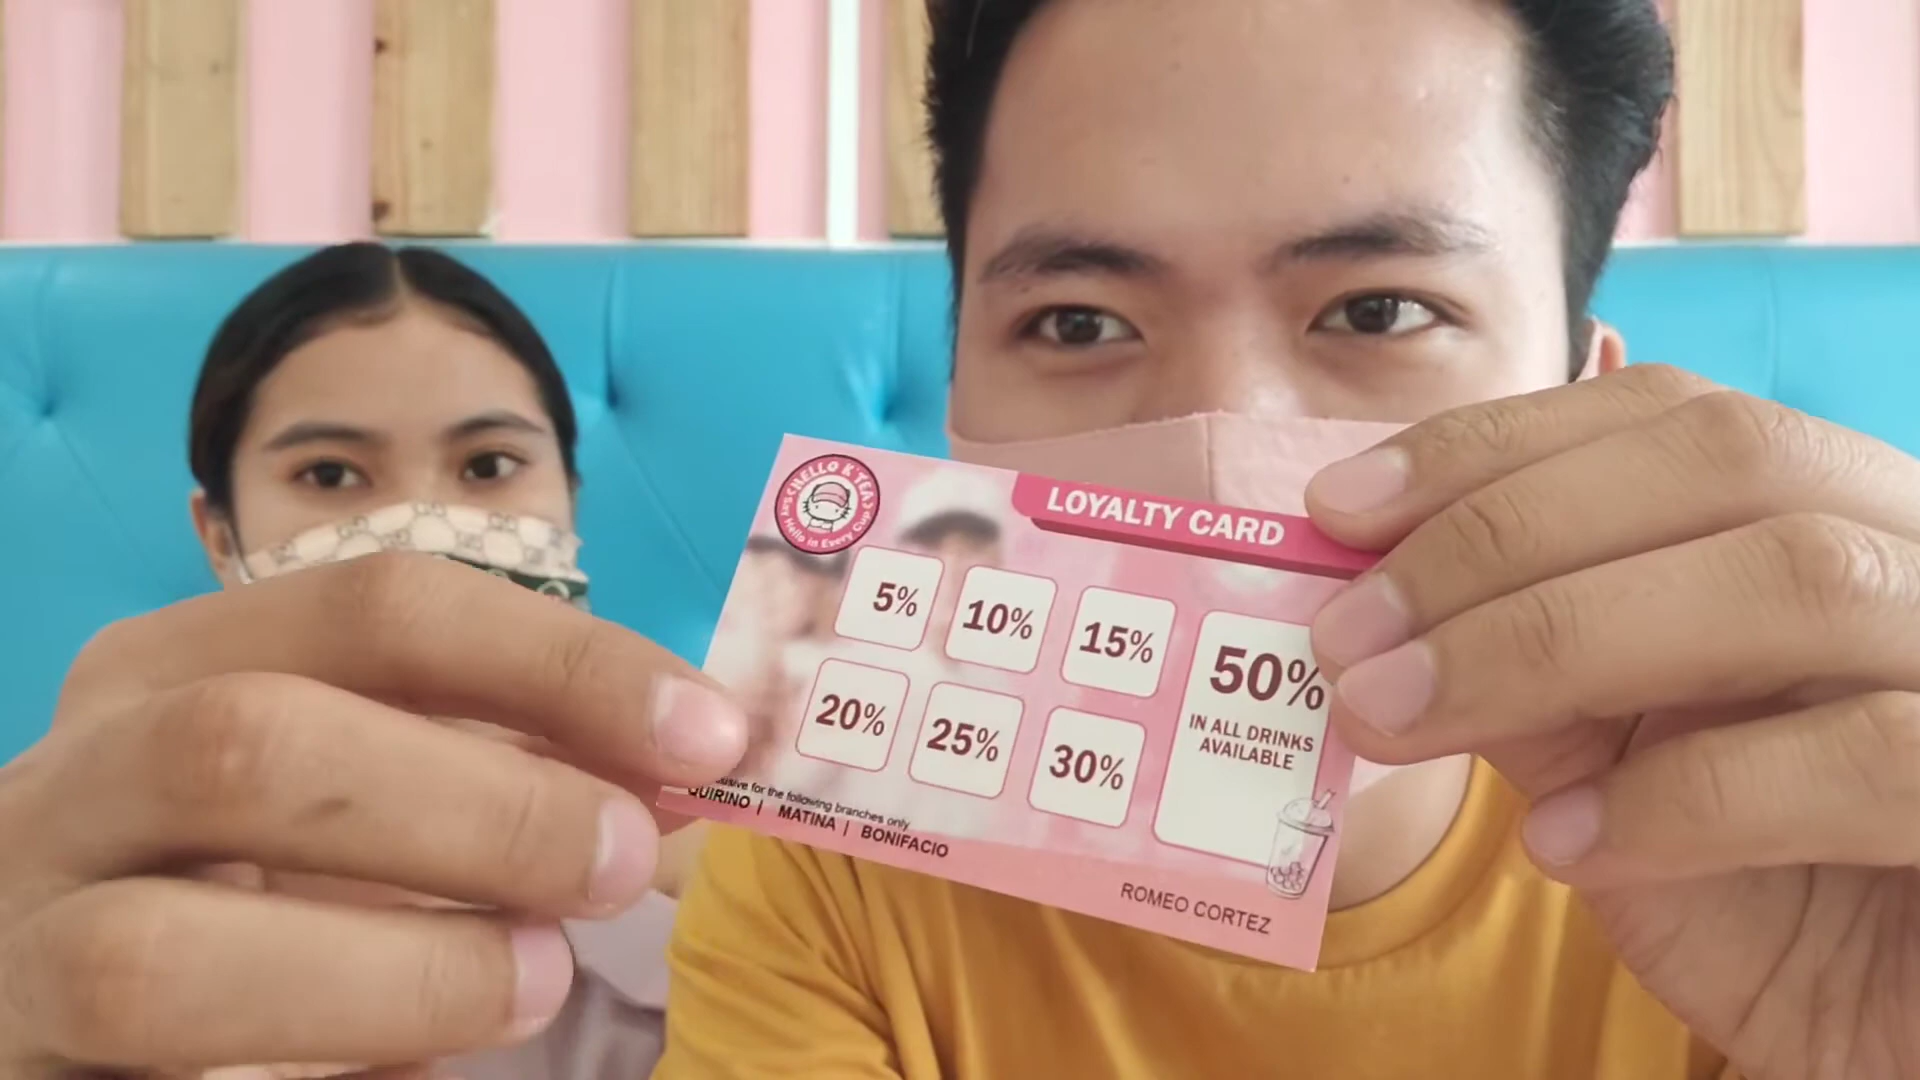 HELLO K'TEA
Say Hello in Every Cup
LOYALTY CARD
5%
10%
15%
20%
25%
30%
50%
IN ALL DRINKS
AVAILABLE
for the following branches only
QUIRINO | MATINA | BONIFACIO
ROMEO CORTEZ